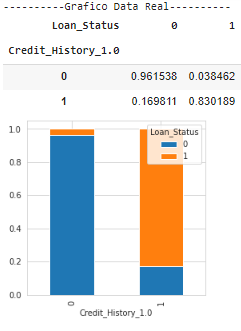 ----------Grafico Data Real----------
Loan_Status 0 1
Credit_History_1.0
0 0.961538 0.038462
1 0.169811 0.830189
1.0
0.8
0.6
0.4
0.2
0.0
Loan_Status
0
1
0
1
Credit_History_1.0